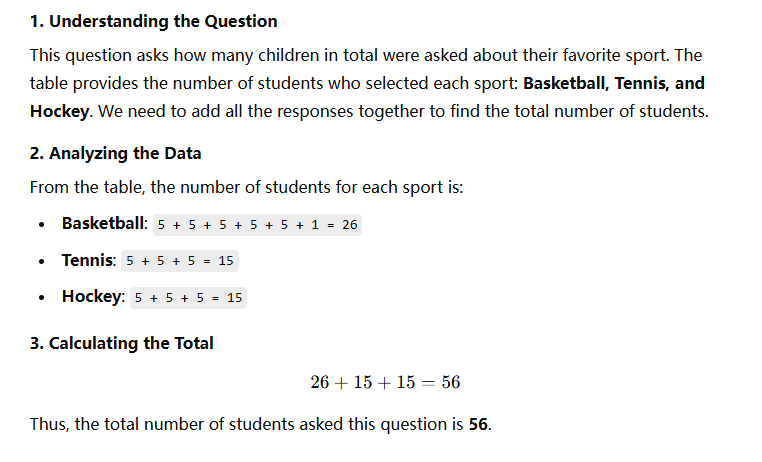 1. Understanding the Question
This question asks how many children in total were asked about their favorite sport. The
table provides the number of students who selected each sport: Basketball, Tennis, and
Hockey. We need to add all the responses together to find the total number of students.
2. Analyzing the Data
From the table, the number of students for each sport is:
• Basketball: 5 + 5 + 5 + 5 + 5 + 1 = 26
• Tennis: 5 + 5 + 5 = 15
• Hockey: 5 + 5 + 5 = 15
3. Calculating the Total
26 + 15 + 15 = 56
Thus, the total number of students asked this question is 56.